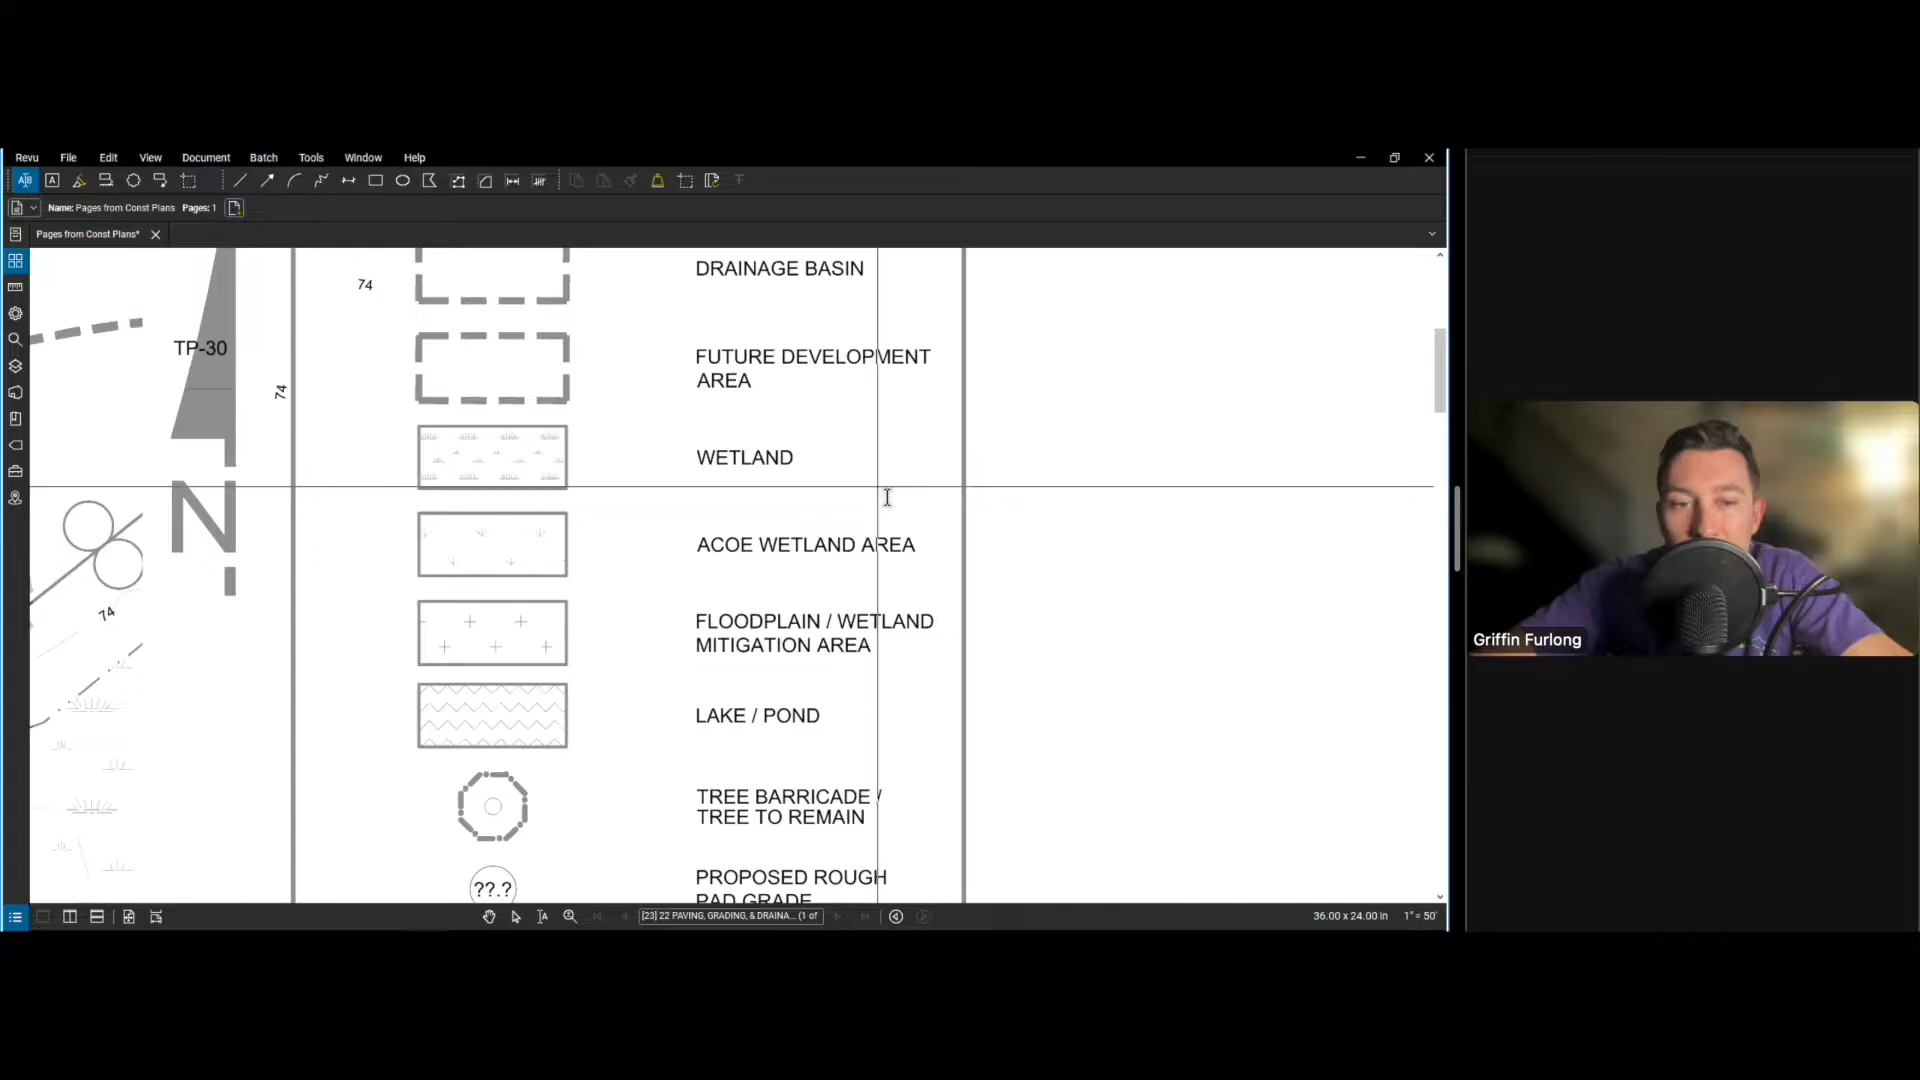 Revu File Edit View Document Batch Tools Window Help
Name: Pages from Const Plans Pages: 1
Pages from Const Plans*
DRAINAGE BASIN
74
TP-30
74
FUTURE DEVELOPMENT
AREA
WETLAND
N
ACOE WETLAND AREA
74
FLOODPLAIN / WETLAND
MITIGATION AREA
LAKE / POND
TREE BARRICADE /
TREE TO REMAIN
??.?
PROPOSED ROUGH
PAD GRADE
Griffin Furlong
[23] 22 PAVING, GRADING, & DRAINA... (1 of
36.00 x 24.00 in 1" = 50'